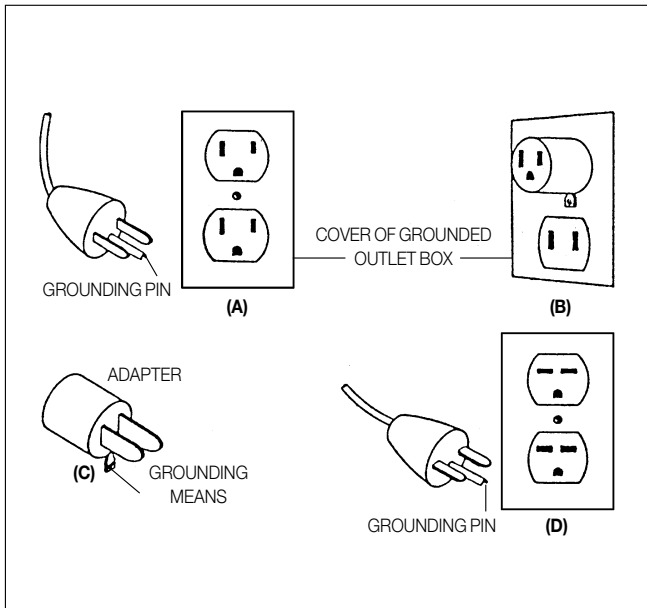 COVER OF GROUNDED
OUTLET BOX
GROUNDING PIN
(A)
(B)
ADAPTER
(C)
GROUNDING
MEANS
GROUNDING PIN
(D)